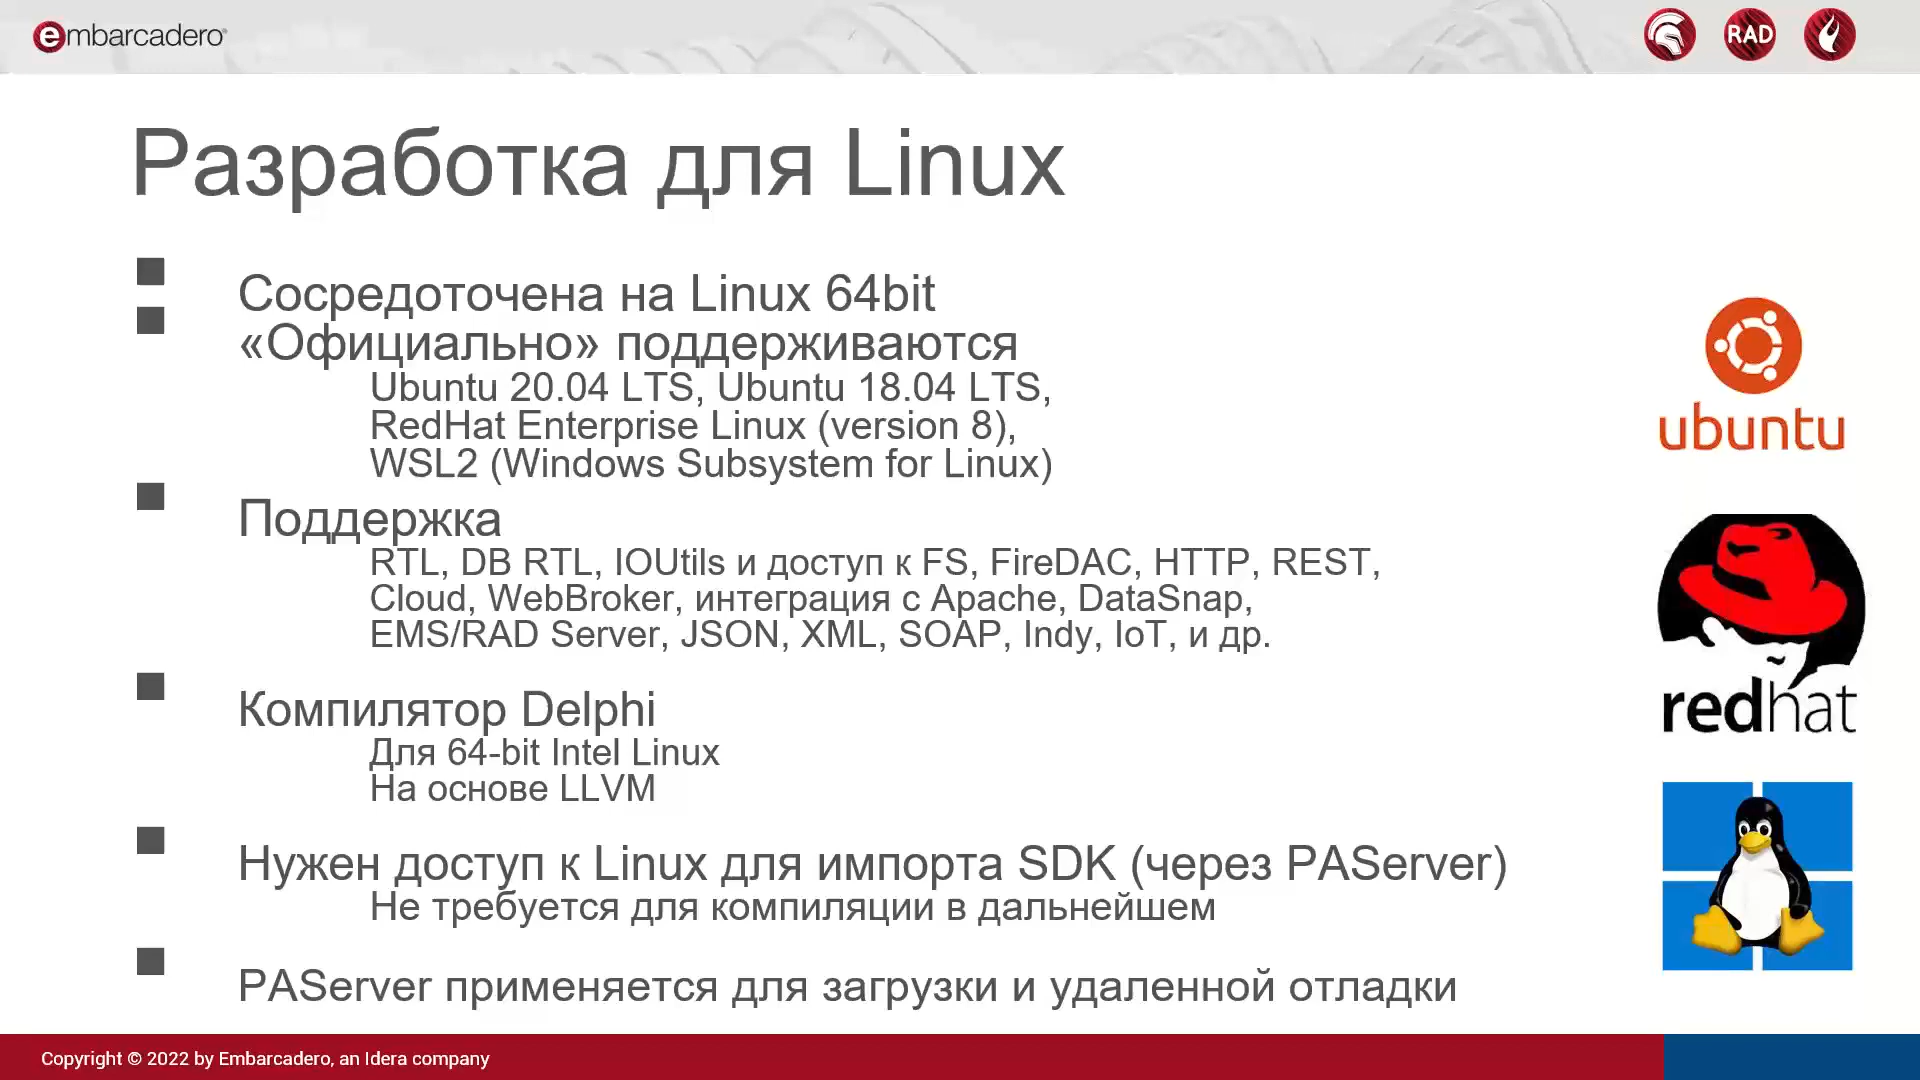 embarcadero
RAD
Разработка для Linux
Сосредоточена на Linux 64bit
«Официально» поддерживаются
Ubuntu 20.04 LTS, Ubuntu 18.04 LTS,
RedHat Enterprise Linux (version 8),
WSL2 (Windows Subsystem for Linux)
ubuntu
Поддержка
RTL, DB RTL, IOUtils и доступ к FS, FireDAC, HTTP, REST,
Cloud, WebBroker, интеграция с Apache, DataSnap,
EMS/RAD Server, JSON, XML, SOAP, Indy, IoT, и др.
redhat
Компилятор Delphi
Для 64-bit Intel Linux
На основе LLVM
Нужен доступ к Linux для импорта SDK (через PAServer)
Не требуется для компиляции в дальнейшем
PAServer применяется для загрузки и удаленной отладки
Copyright © 2022 by Embarcadero, an Idera company